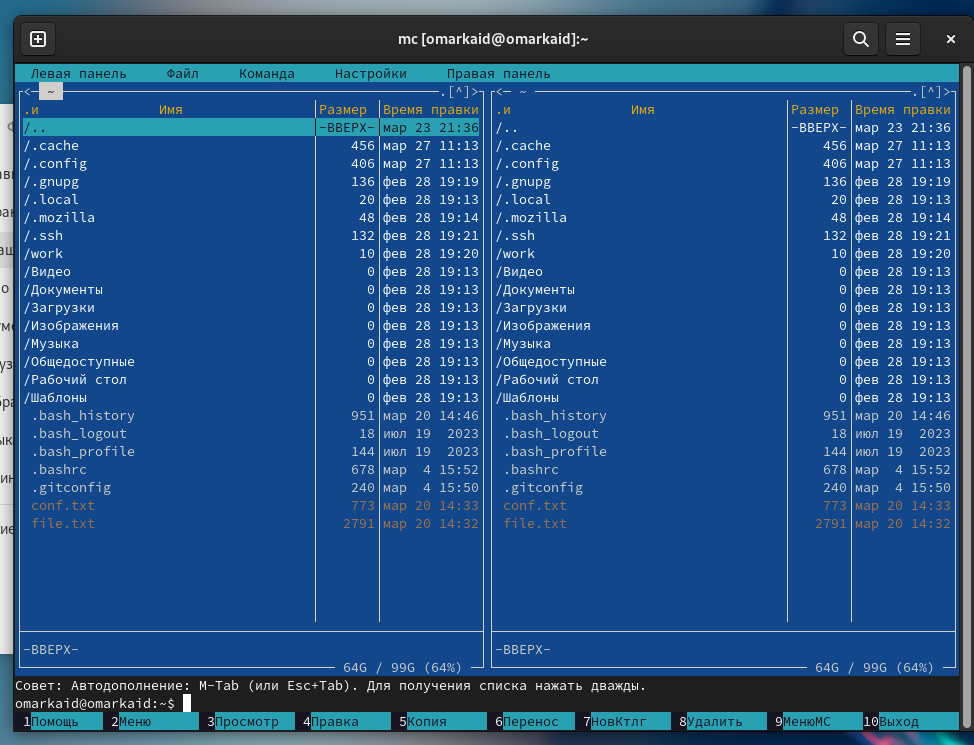 mc [omarkaid@omarkaid]:~
Левая панель Файл Команда Настройки Правая панель
<─ ~ .[^]> <─ ~ .[^]>
.и Имя Размер Время правки .и Имя Размер Время правки
/.. -ВВЕРХ- мар 23 21:36 /.. -ВВЕРХ- мар 23 21:36
/.cache 456 мар 27 11:13 /.cache 456 мар 27 11:13
/.config 406 мар 27 11:13 /.config 406 мар 27 11:13
/.gnupg 136 фев 28 19:19 /.gnupg 136 фев 28 19:19
/.local 20 фев 28 19:13 /.local 20 фев 28 19:13
/.mozilla 48 фев 28 19:14 /.mozilla 48 фев 28 19:14
/.ssh 132 фев 28 19:21 /.ssh 132 фев 28 19:21
/work 10 фев 28 19:20 /work 10 фев 28 19:20
/Видео 0 фев 28 19:13 /Видео 0 фев 28 19:13
/Документы 0 фев 28 19:13 /Документы 0 фев 28 19:13
/Загрузки 0 фев 28 19:13 /Загрузки 0 фев 28 19:13
/Изображения 0 фев 28 19:13 /Изображения 0 фев 28 19:13
/Музыка 0 фев 28 19:13 /Музыка 0 фев 28 19:13
/Общедоступные 0 фев 28 19:13 /Общедоступные 0 фев 28 19:13
/Рабочий стол 0 фев 28 19:13 /Рабочий стол 0 фев 28 19:13
/Шаблоны 0 фев 28 19:13 /Шаблоны 0 фев 28 19:13
.bash_history 951 мар 20 14:46 .bash_history 951 мар 20 14:46
.bash_logout 18 июл 19 2023 .bash_logout 18 июл 19 2023
.bash_profile 144 июл 19 2023 .bash_profile 144 июл 19 2023
.bashrc 678 мар 4 15:52 .bashrc 678 мар 4 15:52
.gitconfig 240 мар 4 15:50 .gitconfig 240 мар 4 15:50
conf.txt 773 мар 20 14:33 conf.txt 773 мар 20 14:33
file.txt 2791 мар 20 14:32 file.txt 2791 мар 20 14:32
-ВВЕРХ- -ВВЕРХ-
64G / 99G (64%) 64G / 99G (64%)
Совет: Автодополнение: M-Tab (или Esc+Tab). Для получения списка нажать дважды.
omarkaid@omarkaid:~$
1Помощь 2Меню 3Просмотр 4Правка 5Копия 6Перенос 7НовКтлг 8Удалить 9МенюМС 10Выход